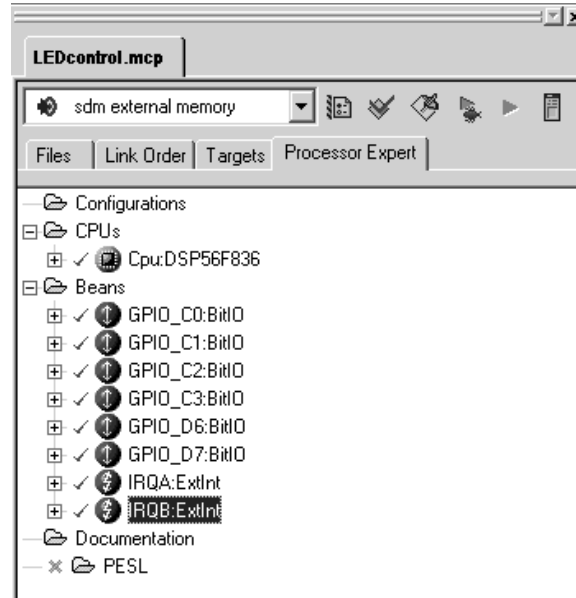 LEDcontrol.mcp
sdm external memory
Files Link Order Targets Processor Expert
Configurations
CPUs
Cpu:DSP56F836
Beans
GPIO_C0:BitIO
GPIO_C1:BitIO
GPIO_C2:BitIO
GPIO_C3:BitIO
GPIO_D6:BitIO
GPIO_D7:BitIO
IRQA:ExtInt
IRQB:ExtInt
Documentation
PESL